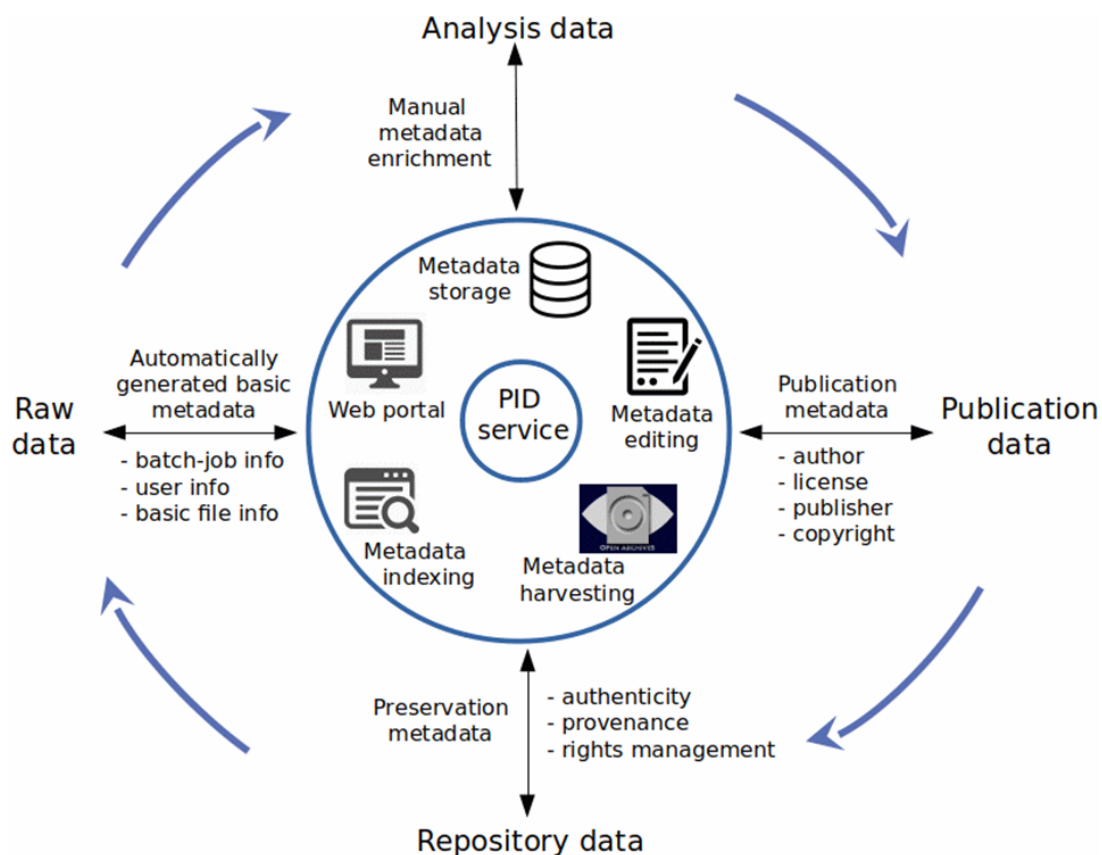 Analysis data
Manual
metadata
enrichment
Metadata
storage
Web portal
PID
service
Metadata
editing
Metadata
indexing
OPEN ARCHIVES
Metadata
harvesting
Raw
data
Automatically
generated basic
metadata
- batch-job info
- user info
- basic file info
Publication
metadata
- author
- license
- publisher
- copyright
Publication
data
Preservation
metadata
- authenticity
- provenance
- rights management
Repository data